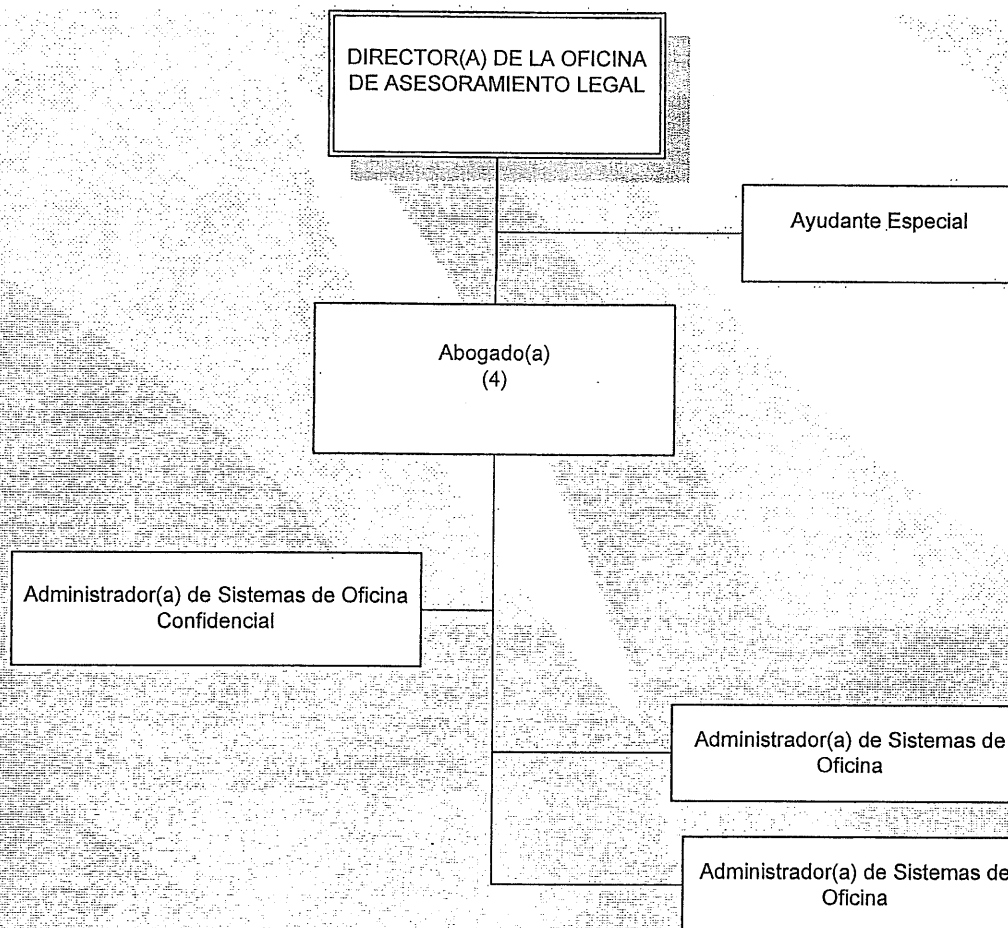 DIRECTOR(A) DE LA OFICINA
DE ASESORAMIENTO LEGAL
Ayudante Especial
Abogado(a)
(4)
Administrador(a) de Sistemas de Oficina
Confidencial
Administrador(a) de Sistemas de
Oficina
Administrador(a) de Sistemas de
Oficina